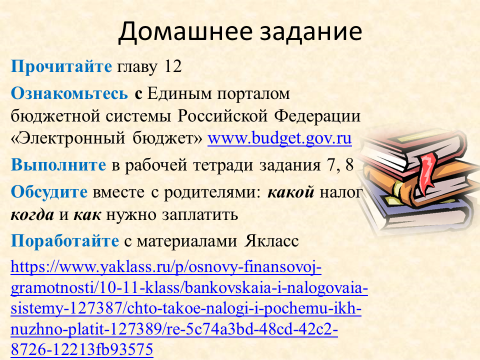 Домашнее задание
Прочитайте главу 12
Ознакомьтесь с Единым порталом
бюджетной системы Российской Федерации
«Электронный бюджет» www.budget.gov.ru
Выполните в рабочей тетради задания 7, 8
Обсудите вместе с родителями: какой налог
когда и как нужно заплатить
Поработайте с материалами Якласс
https://www.yaklass.ru/p/osnovy-finansovoj-
gramotnosti/10-11-klass/bankovskaia-i-nalogovaia-
sistemy-127387/chto-takoe-nalogi-i-pochemu-ikh-
nuzhno-platit-127389/re-5c74a3bd-48cd-42c2-
8726-12213fb93575